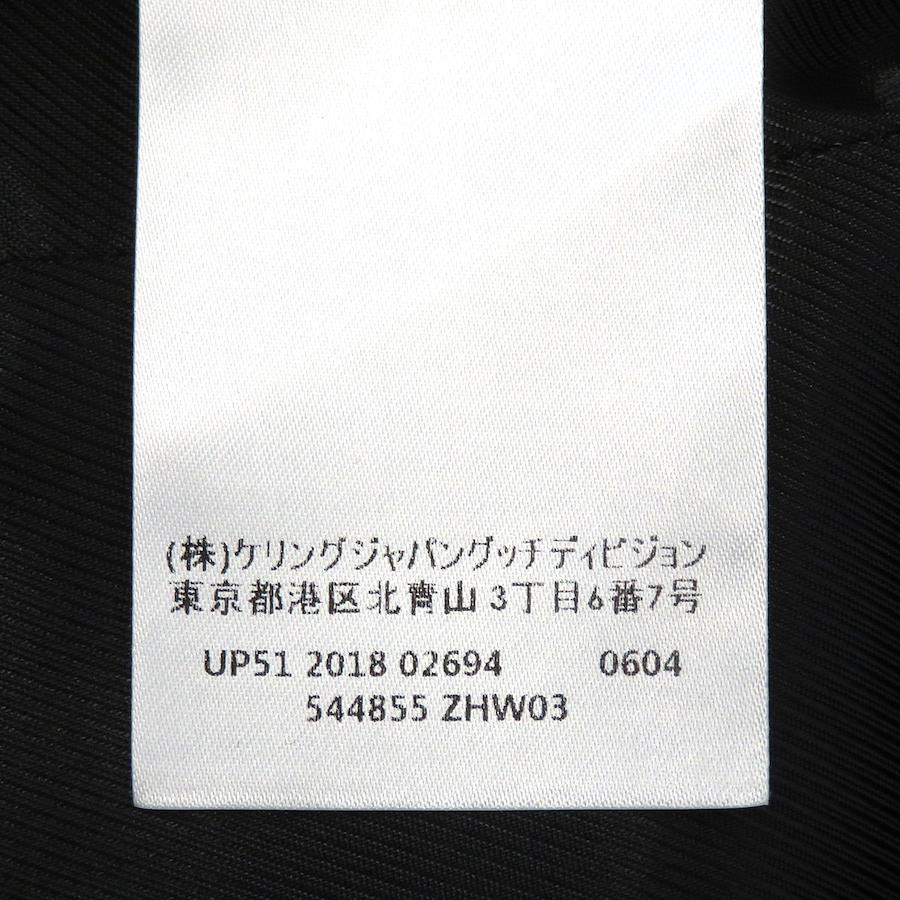 (株)ケリングジャパングッチディビジョン
東京都港区北青山3丁目6番7号
UP51 2018 02694 0604
544855 ZHW03